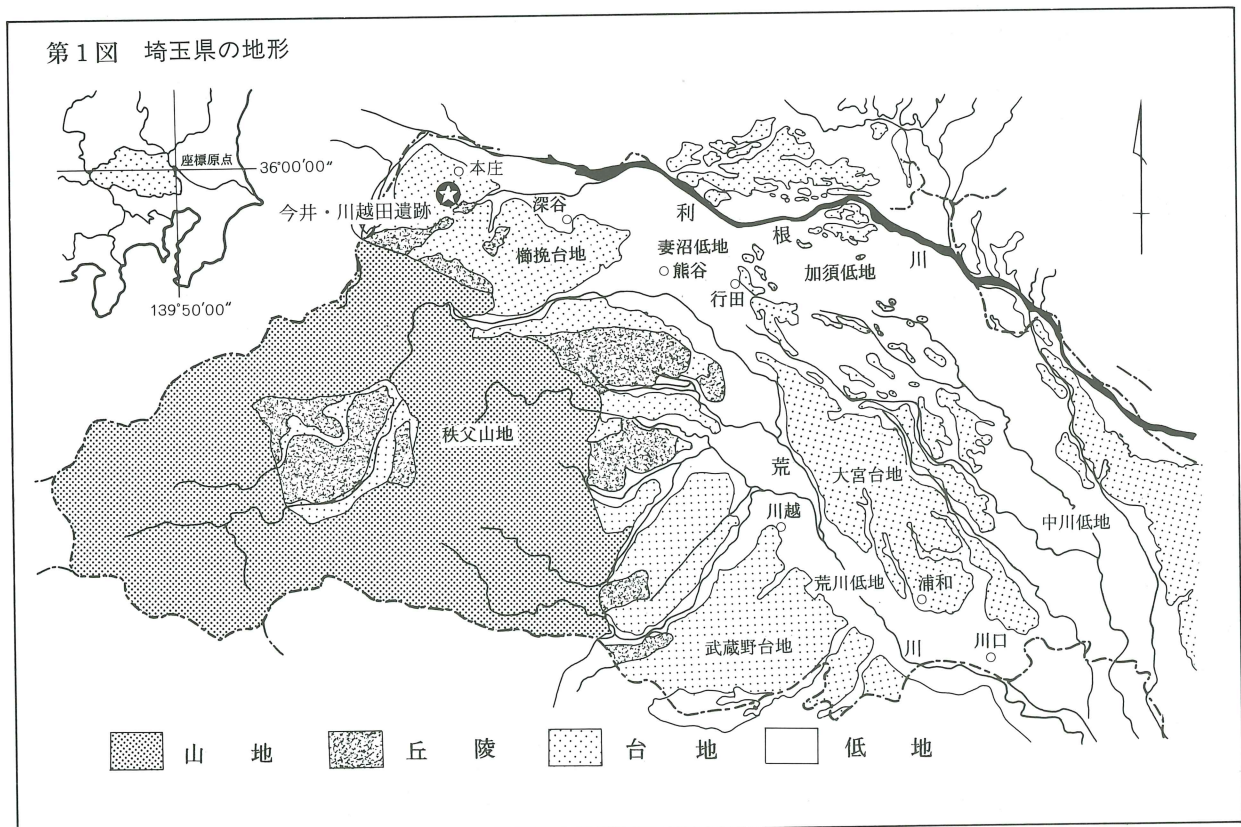 第1図 埼玉県の地形
座標原点
36°00′00″
139°50′00″
本庄
今井・川越田遺跡
深谷
櫛挽台地
利根川
妻沼低地
熊谷
行田
加須低地
秩父山地
荒川
大宮台地
中川低地
川越
荒川低地
浦和
武蔵野台地
川口
山地
丘陵
台地
低地